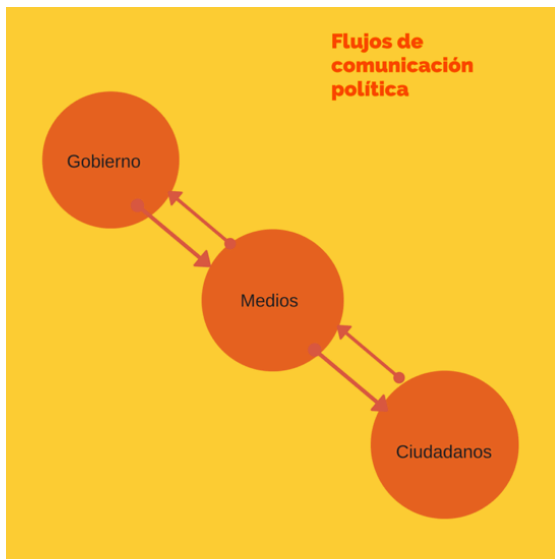 Flujos de
comunicación
política
Gobierno
Medios
Ciudadanos